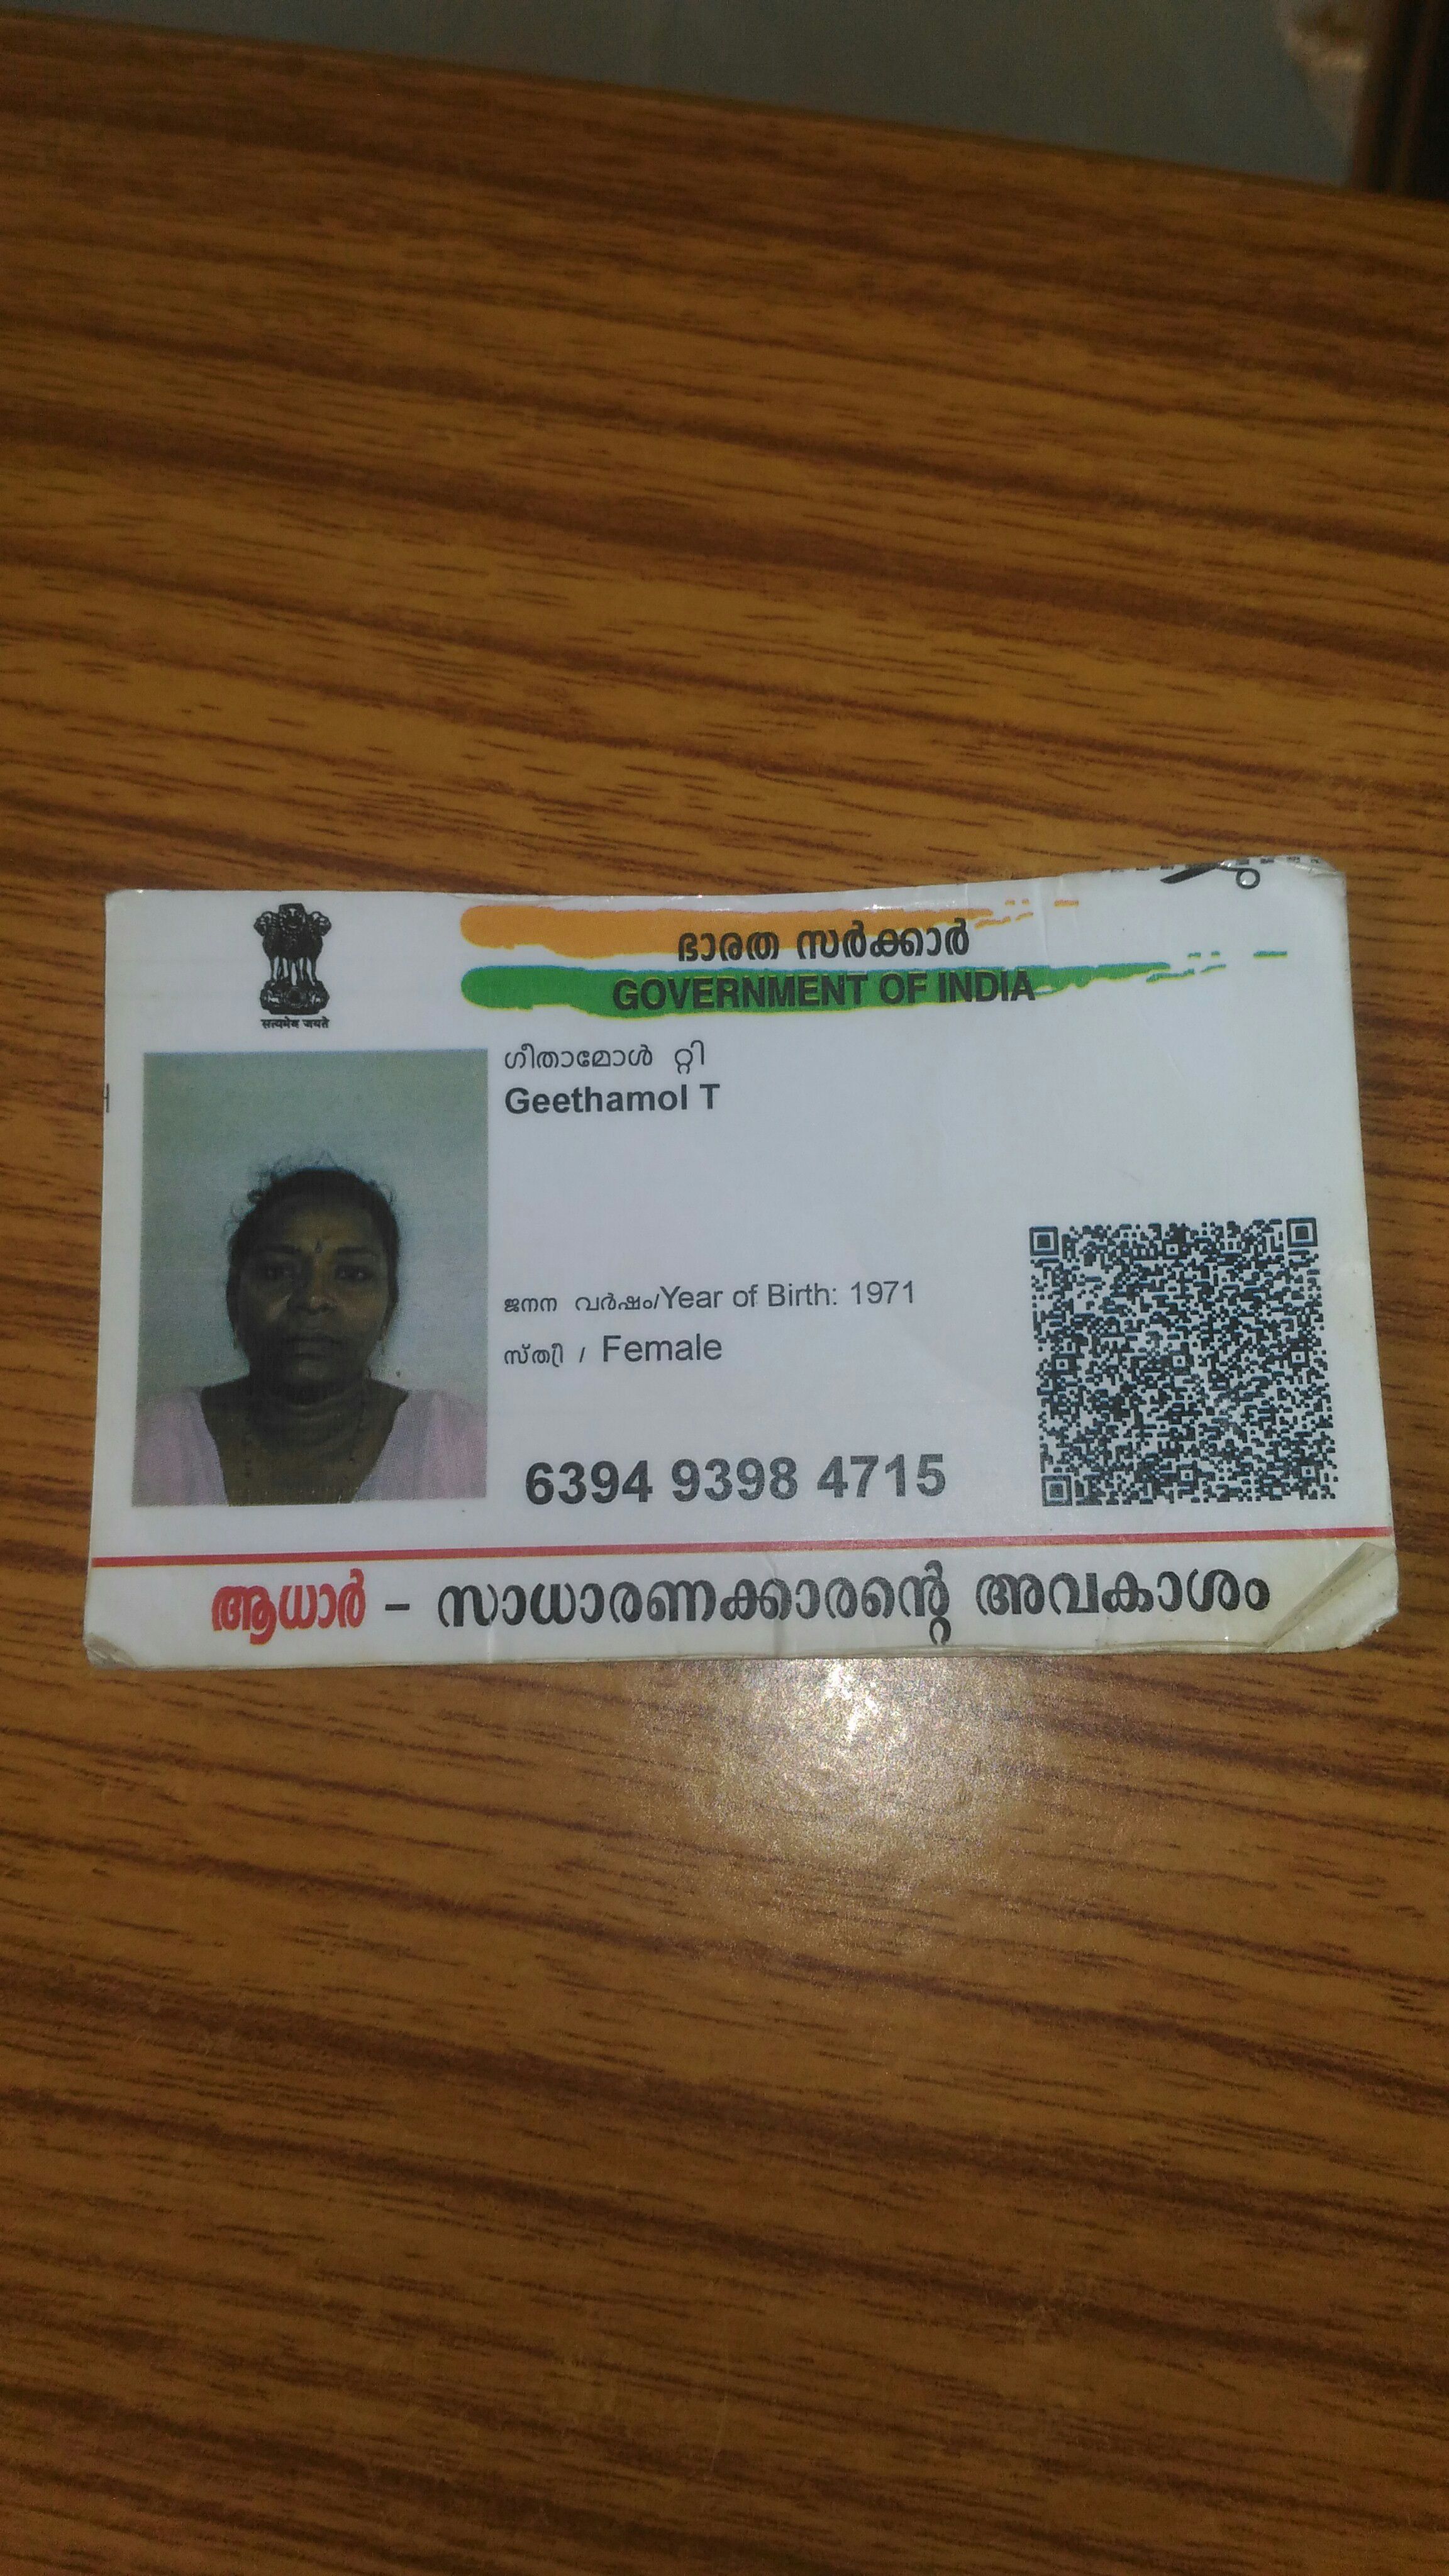 ഭാരത സർക്കാർ
GOVERNMENT OF INDIA
सत्यमेव जयते
ഗീതാമോൾ റ്റി
Geethamol T
ജനന വർഷം/Year of Birth: 1971
സ്ത്രീ / Female
6394 9398 4715
ആധാർ - സാധാരണക്കാരന്റെ അവകാശം